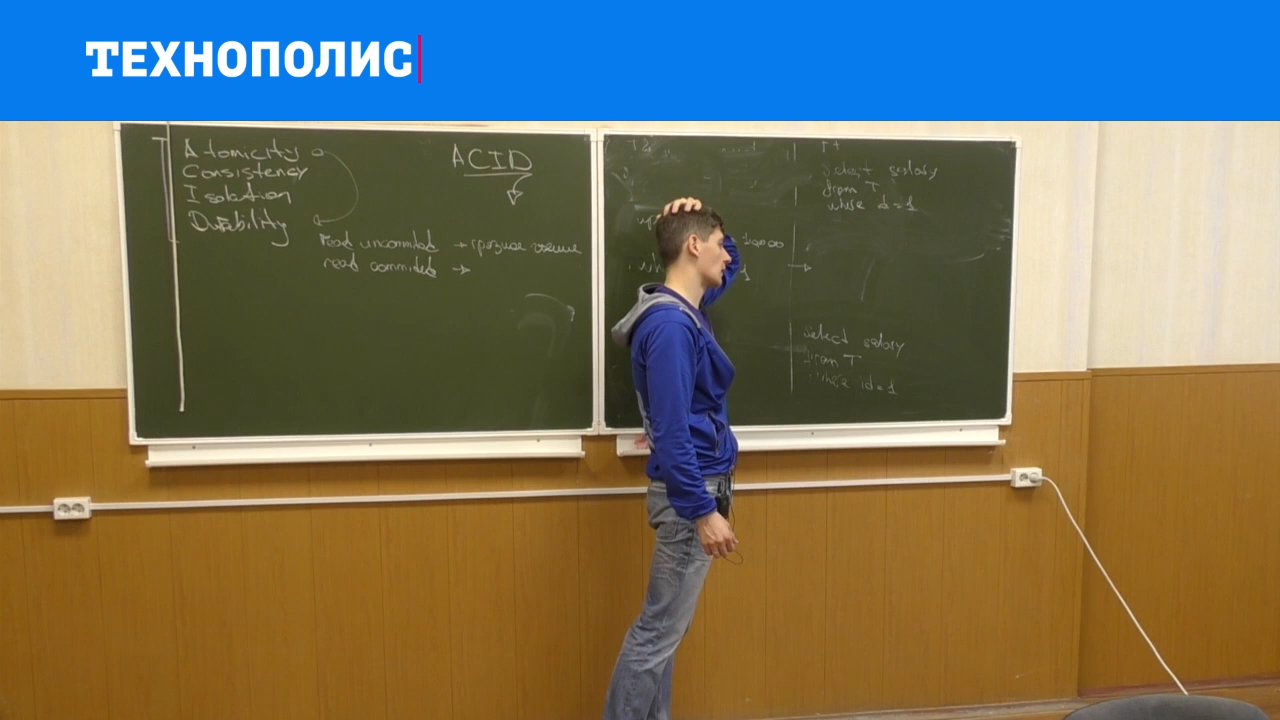 ТЕХНОПОЛИС
Atomicity
Consistency
Isolation
Durability
ACID
read uncommited → грязное чтение
read commited →
T2
Select salary
from T
where id = 1
select salary
from T
where id = 1